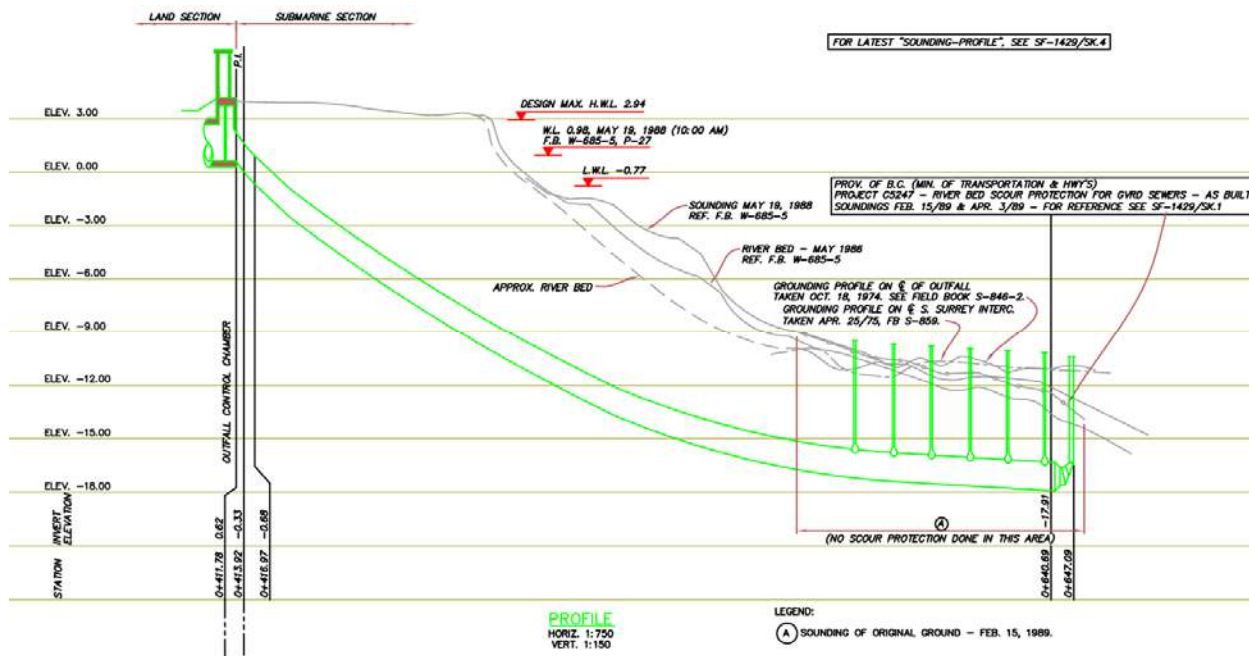 LAND SECTION
SUBMARINE SECTION
P.I.
FOR LATEST "SOUNDING-PROFILE", SEE SF-1429/SK.4
ELEV. 3.00
DESIGN MAX. H.W.L. 2.94
W.L. 0.98, MAY 19, 1988 (10:00 AM)
F.B. W-685-5, P-27
ELEV. 0.00
L.W.L. -0.77
PROV. OF B.C. (MIN. OF TRANSPORTATION & HWY'S)
PROJECT C5247 - RIVER BED SCOUR PROTECTION FOR GVRD SEWERS - AS BUILT
SOUNDINGS FEB. 15/89 & APR. 3/89 - FOR REFERENCE SEE SF-1429/SK.1
ELEV. -3.00
SOUNDING MAY 19, 1988
REF. F.B. W-685-5
RIVER BED - MAY 1986
REF. F.B. W-685-5
ELEV. -6.00
APPROX. RIVER BED
GROUNDING PROFILE ON ℄ OF OUTFALL
TAKEN OCT. 18, 1974. SEE FIELD BOOK S-846-2.
GROUNDING PROFILE ON ℄ S. SURREY INTERC.
TAKEN APR. 25/75, FB S-859.
ELEV. -9.00
ELEV. -12.00
OUTFALL CONTROL CHAMBER
ELEV. -15.00
ELEV. -18.00
INVERT
ELEVATION
0.62
-0.33
-0.68
-17.91
A
(NO SCOUR PROTECTION DONE IN THIS AREA)
STATION
0+411.78
0+413.92
0+416.97
0+640.69
0+647.09
PROFILE
HORIZ. 1:750
VERT. 1:150
LEGEND:
A SOUNDING OF ORIGINAL GROUND - FEB. 15, 1989.